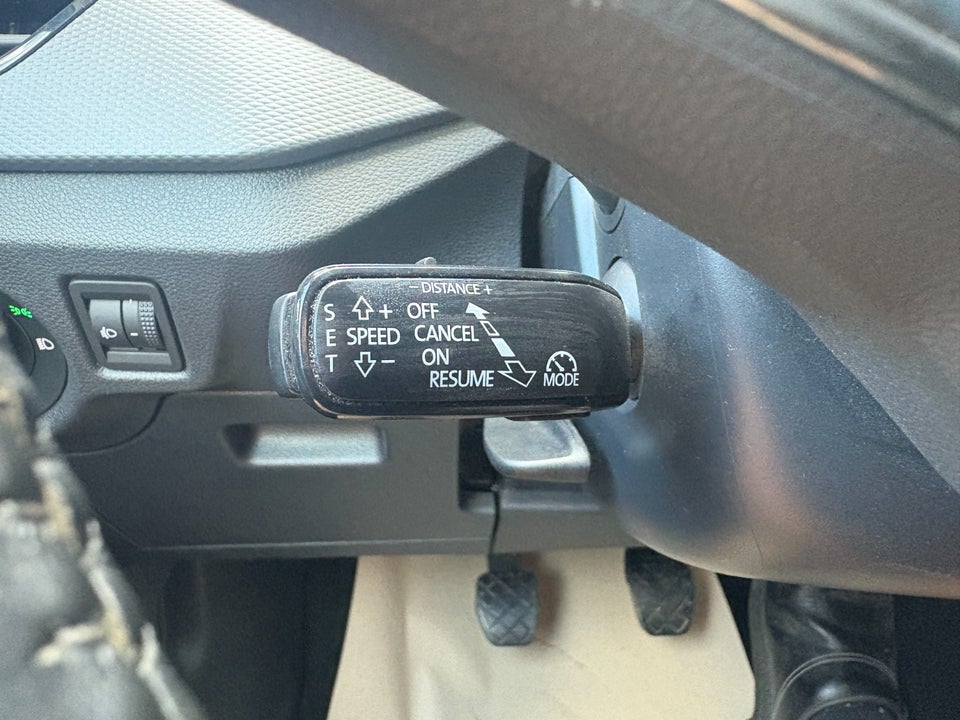 - DISTANCE +
S + OFF
E SPEED CANCEL
T - ON
RESUME MODE